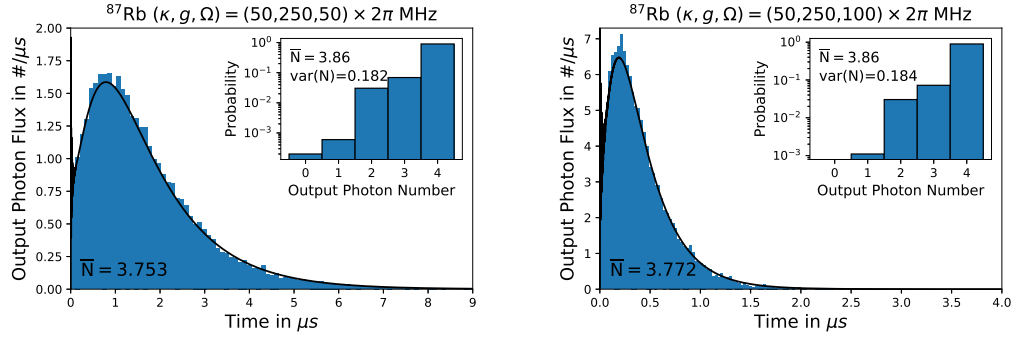 ⁸⁷Rb (κ, g, Ω) = (50,250,50) × 2π MHz
Output Photon Flux in #/μs
2.00
1.75
1.50
1.25
1.00
0.75
0.50
0.25
0.00
N̅ = 3.753
0 1 2 3 4 5 6 7 8 9
Time in μs
Probability
10⁰
10⁻¹
10⁻²
10⁻³
N̅ = 3.86
var(N)=0.182
0 1 2 3 4
Output Photon Number
⁸⁷Rb (κ, g, Ω) = (50,250,100) × 2π MHz
Output Photon Flux in #/μs
7
6
5
4
3
2
1
0
N̅ = 3.772
0.0 0.5 1.0 1.5 2.0 2.5 3.0 3.5 4.0
Time in μs
Probability
10⁰
10⁻¹
10⁻²
10⁻³
N̅ = 3.86
var(N)=0.184
0 1 2 3 4
Output Photon Number